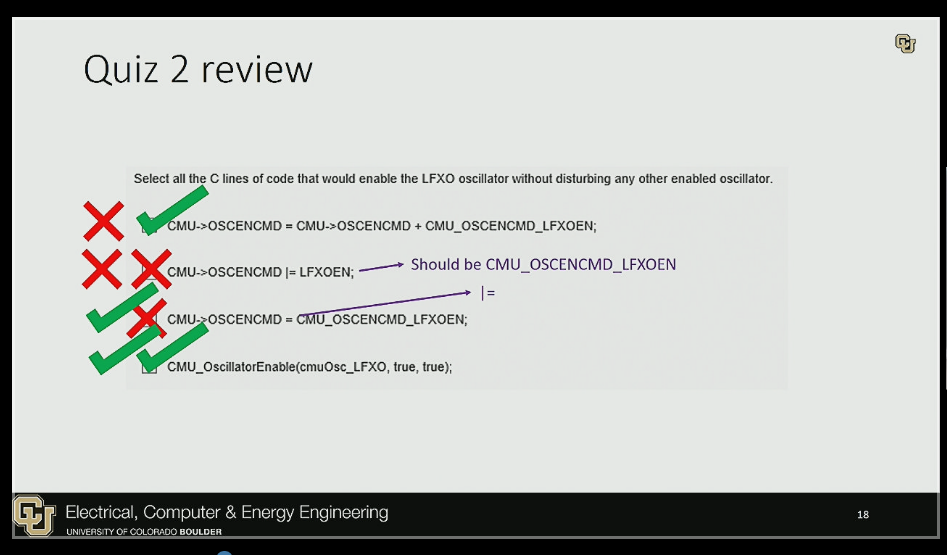 Quiz 2 review
Select all the C lines of code that would enable the LFXO oscillator without disturbing any other enabled oscillator.
CMU->OSCENCMD = CMU->OSCENCMD + CMU_OSCENCMD_LFXOEN;
CMU->OSCENCMD |= LFXOEN; Should be CMU_OSCENCMD_LFXOEN
|=
CMU->OSCENCMD = CMU_OSCENCMD_LFXOEN;
CMU_OscillatorEnable(cmuOsc_LFXO, true, true);
Electrical, Computer & Energy Engineering
UNIVERSITY OF COLORADO BOULDER
18